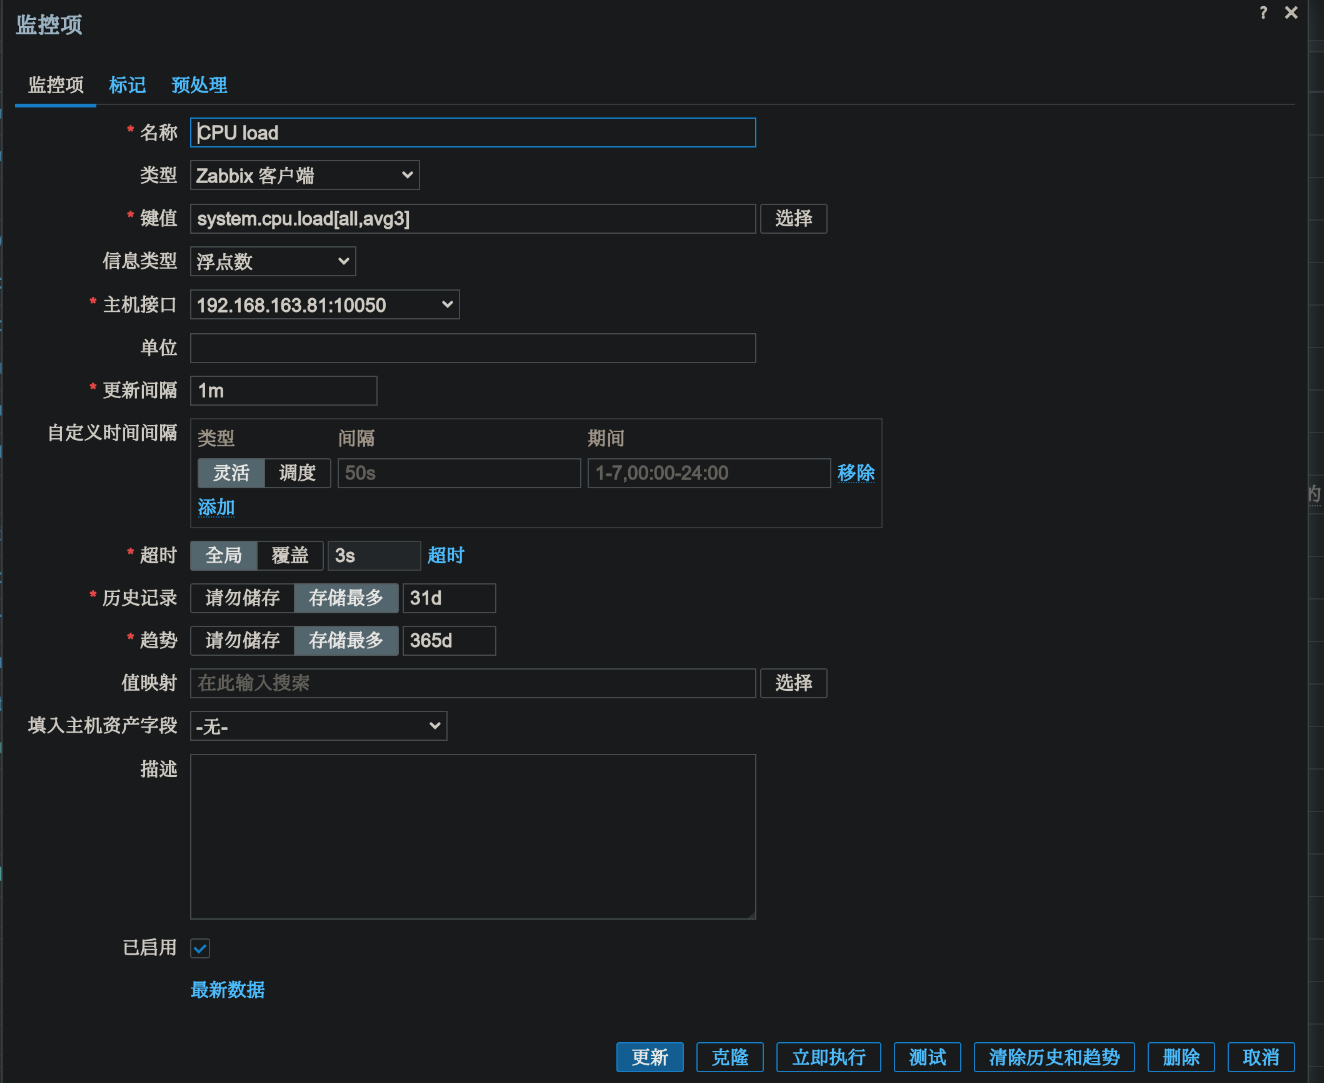 监控项
? ×
监控项 标记 预处理
* 名称 CPU load
类型 Zabbix 客户端
* 键值 system.cpu.load[all,avg3] 选择
信息类型 浮点数
* 主机接口 192.168.163.81:10050
单位
* 更新间隔 1m
自定义时间间隔 类型 间隔 期间
灵活 调度 50s 1-7,00:00-24:00 移除
添加
* 超时 全局 覆盖 3s 超时
* 历史记录 请勿储存 存储最多 31d
* 趋势 请勿储存 存储最多 365d
值映射 在此输入搜索 选择
填入主机资产字段 -无-
描述
已启用
最新数据
更新 克隆 立即执行 测试 清除历史和趋势 删除 取消
的